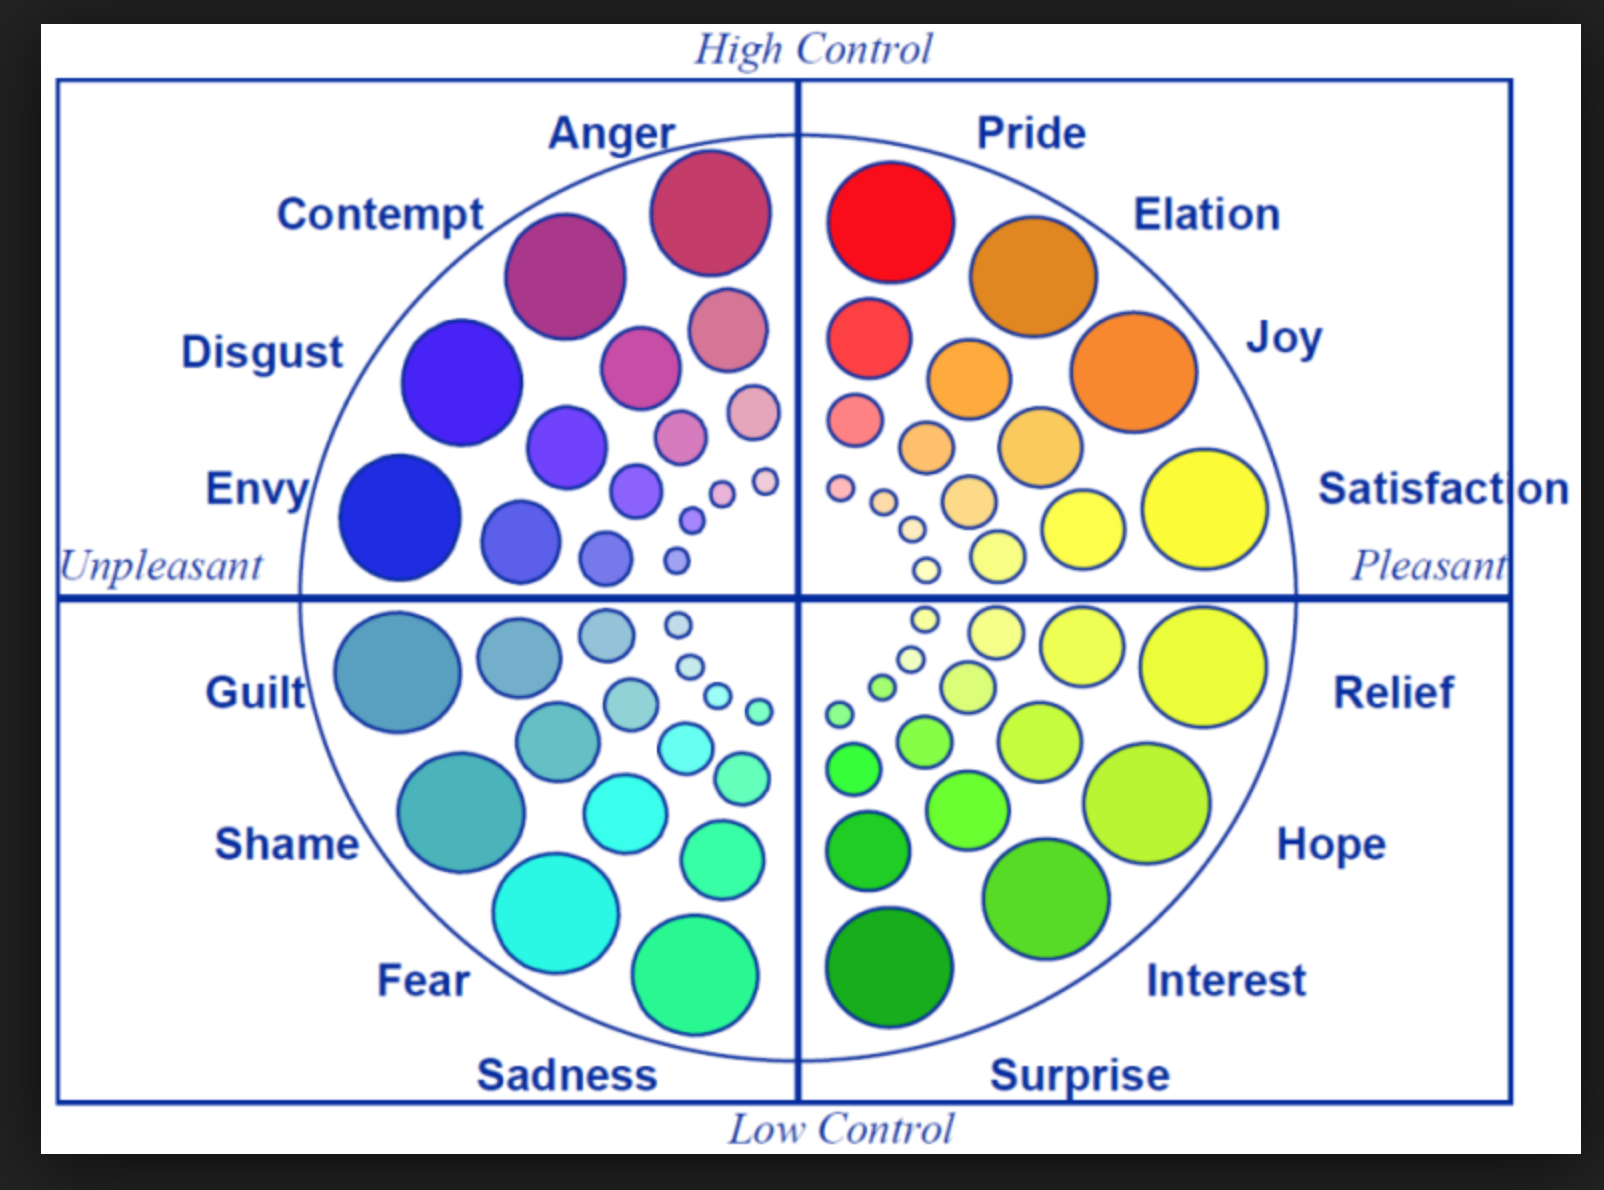 High Control
Anger
Pride
Contempt
Elation
Disgust
Joy
Envy
Satisfaction
Unpleasant
Pleasant
Guilt
Relief
Shame
Hope
Fear
Interest
Sadness
Surprise
Low Control